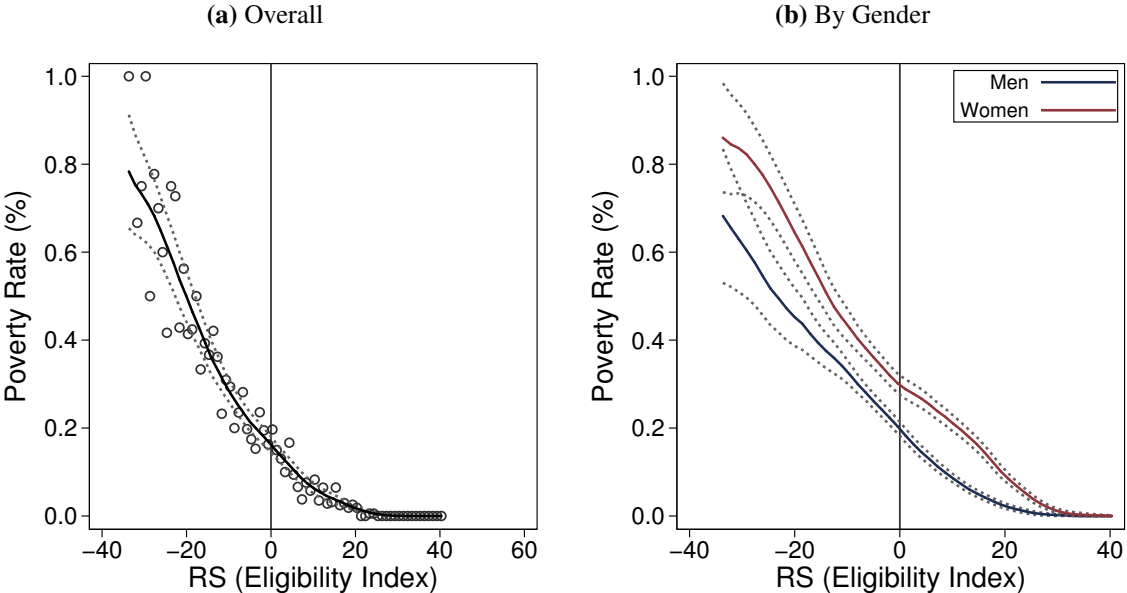 (a) Overall
Poverty Rate (%)
1.0
0.8
0.6
0.4
0.2
0.0
−40 −20 0 20 40 60
RS (Eligibility Index)
(b) By Gender
Poverty Rate (%)
1.0
0.8
0.6
0.4
0.2
0.0
Men
Women
−40 −20 0 20 40
RS (Eligibility Index)